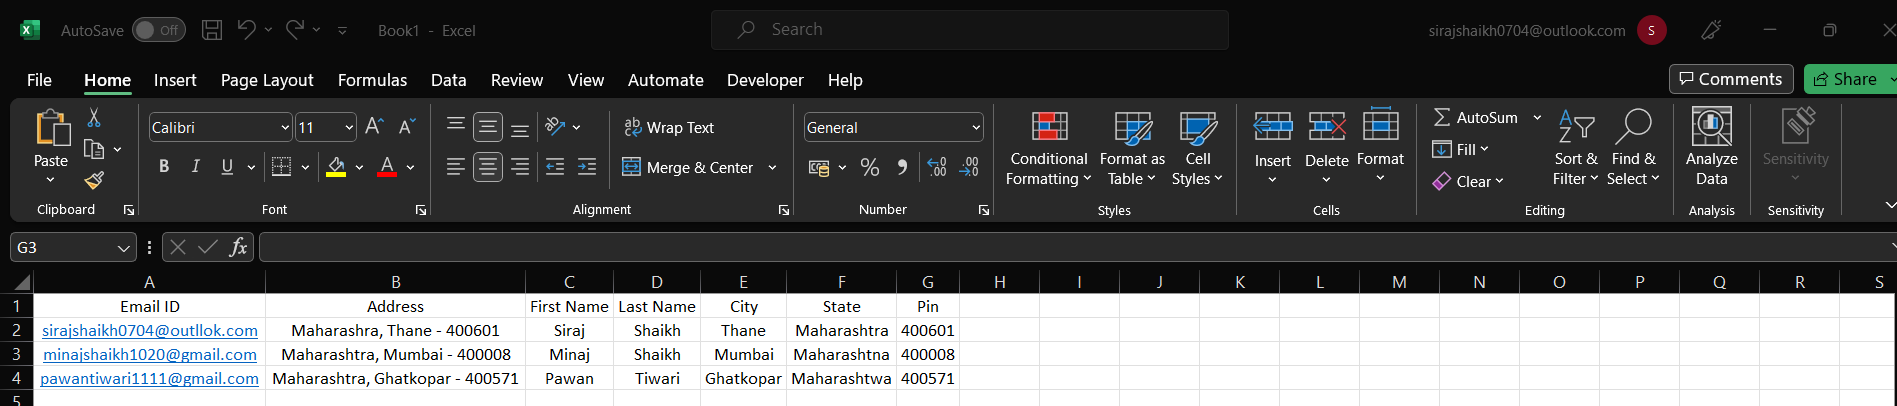 AutoSave Off Book1 - Excel Search sirajshaikh0704@outlook.com S
File Home Insert Page Layout Formulas Data Review View Automate Developer Help Comments Share
Paste
Clipboard
Calibri 11
B I U
Font
Wrap Text
Merge & Center
Alignment
General
Number
Conditional Formatting
Format as Table
Cell Styles
Styles
Insert Delete Format
Cells
AutoSum
Fill
Clear
Sort & Filter
Find & Select
Editing
Analyze Data
Analysis
Sensitivity
Sensitivity
G3 fx
A B C D E F G H I J K L M N O P Q R S
1 Email ID Address First Name Last Name City State Pin
2 sirajshaikh0704@outllok.com Maharashra, Thane - 400601 Siraj Shaikh Thane Maharashtra 400601
3 minajshaikh1020@gmail.com Maharashtra, Mumbai - 400008 Minaj Shaikh Mumbai Maharashtna 400008
4 pawantiwari1111@gmail.com Maharashtra, Ghatkopar - 400571 Pawan Tiwari Ghatkopar Maharashtwa 400571
5